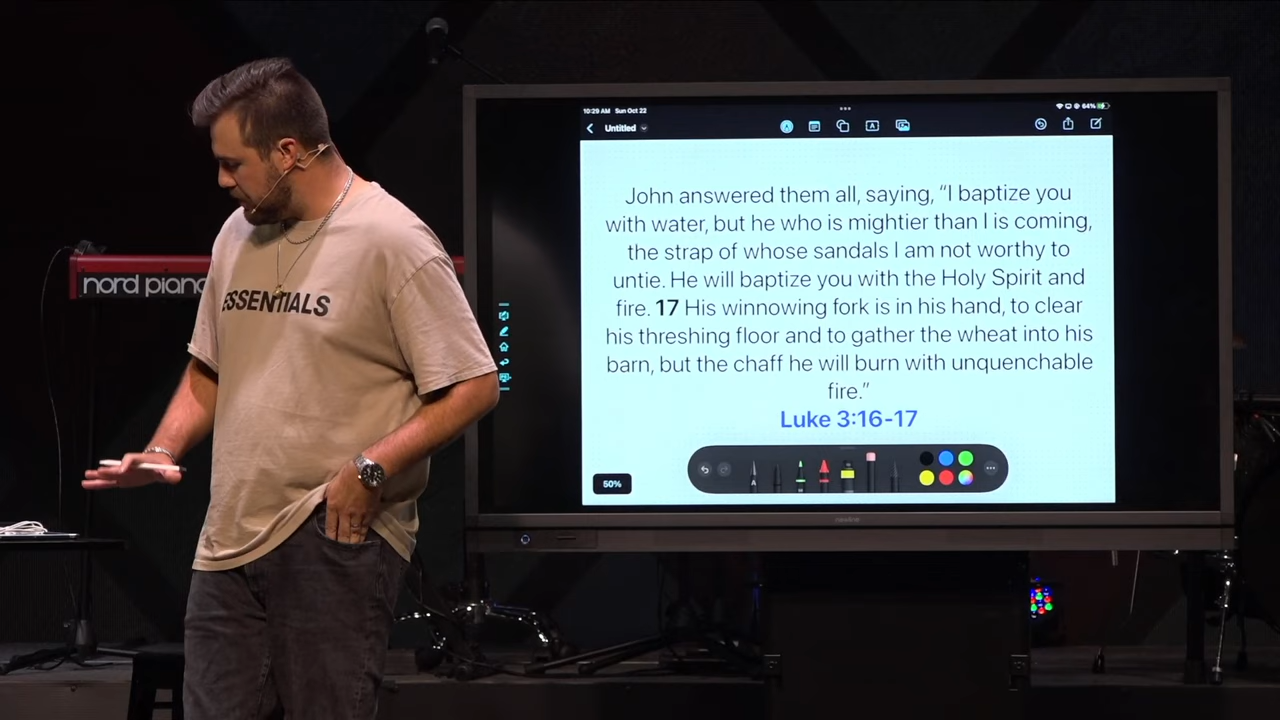 10:29 AM Sun Oct 22
64%
Untitled
A
nord piano
ESSENTIALS
John answered them all, saying, “I baptize you
with water, but he who is mightier than I is coming,
the strap of whose sandals I am not worthy to
untie. He will baptize you with the Holy Spirit and
fire. 17 His winnowing fork is in his hand, to clear
his threshing floor and to gather the wheat into his
barn, but the chaff he will burn with unquenchable
fire.”
Luke 3:16-17
A
50%
newline